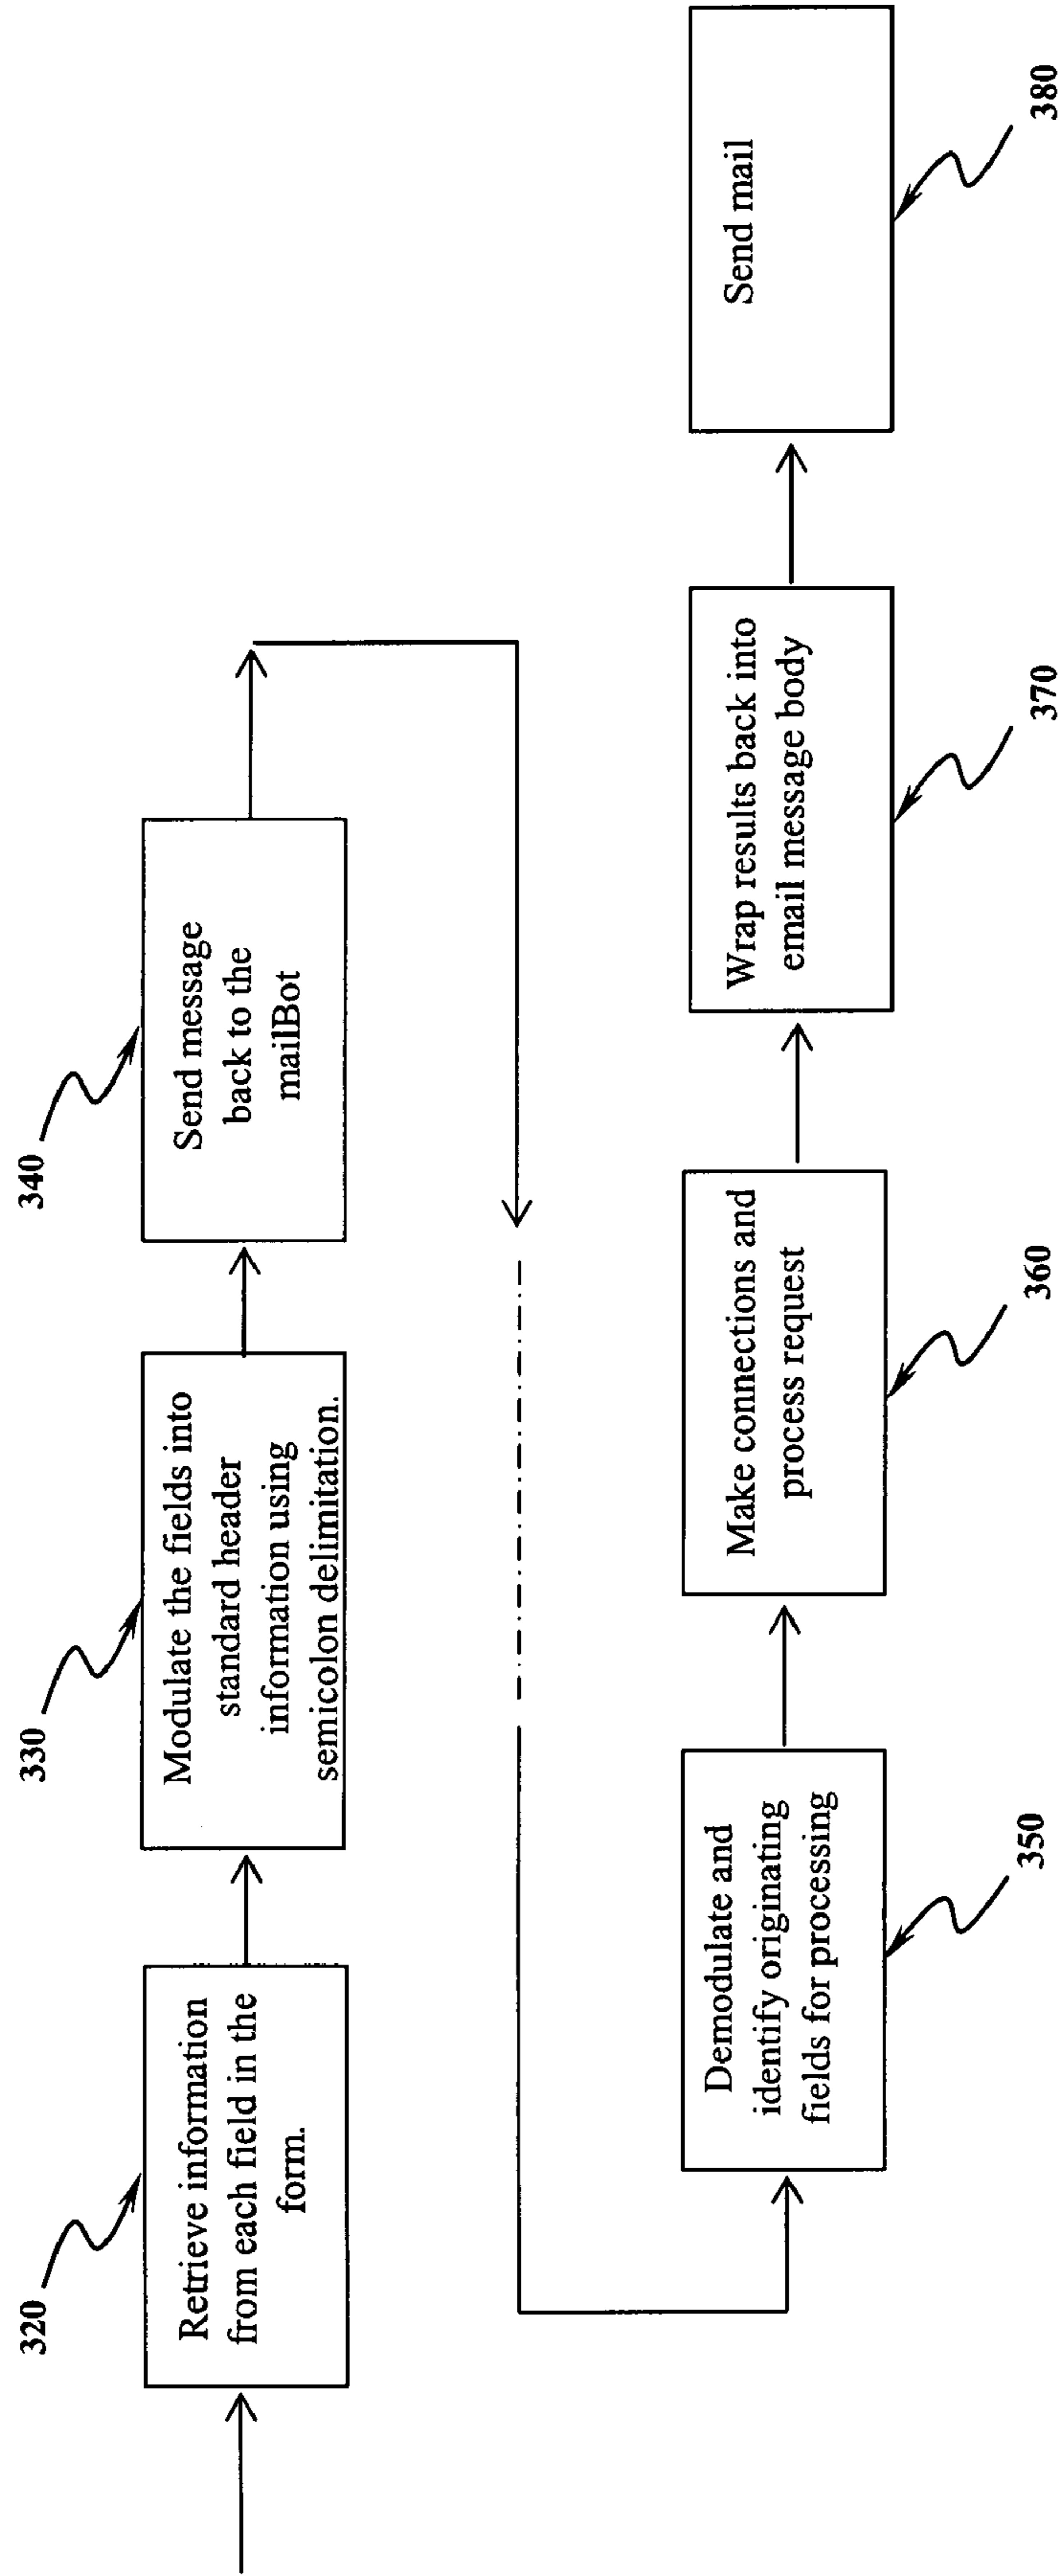 320
Retrieve information
from each field in the
form.
330
Modulate the fields into
standard header
information using
semicolon delimitation.
340
Send message
back to the
mailBot
Demodulate and
identify originating
fields for processing
350
Make connections and
process request
360
Wrap results back into
email message body
370
Send mail
380